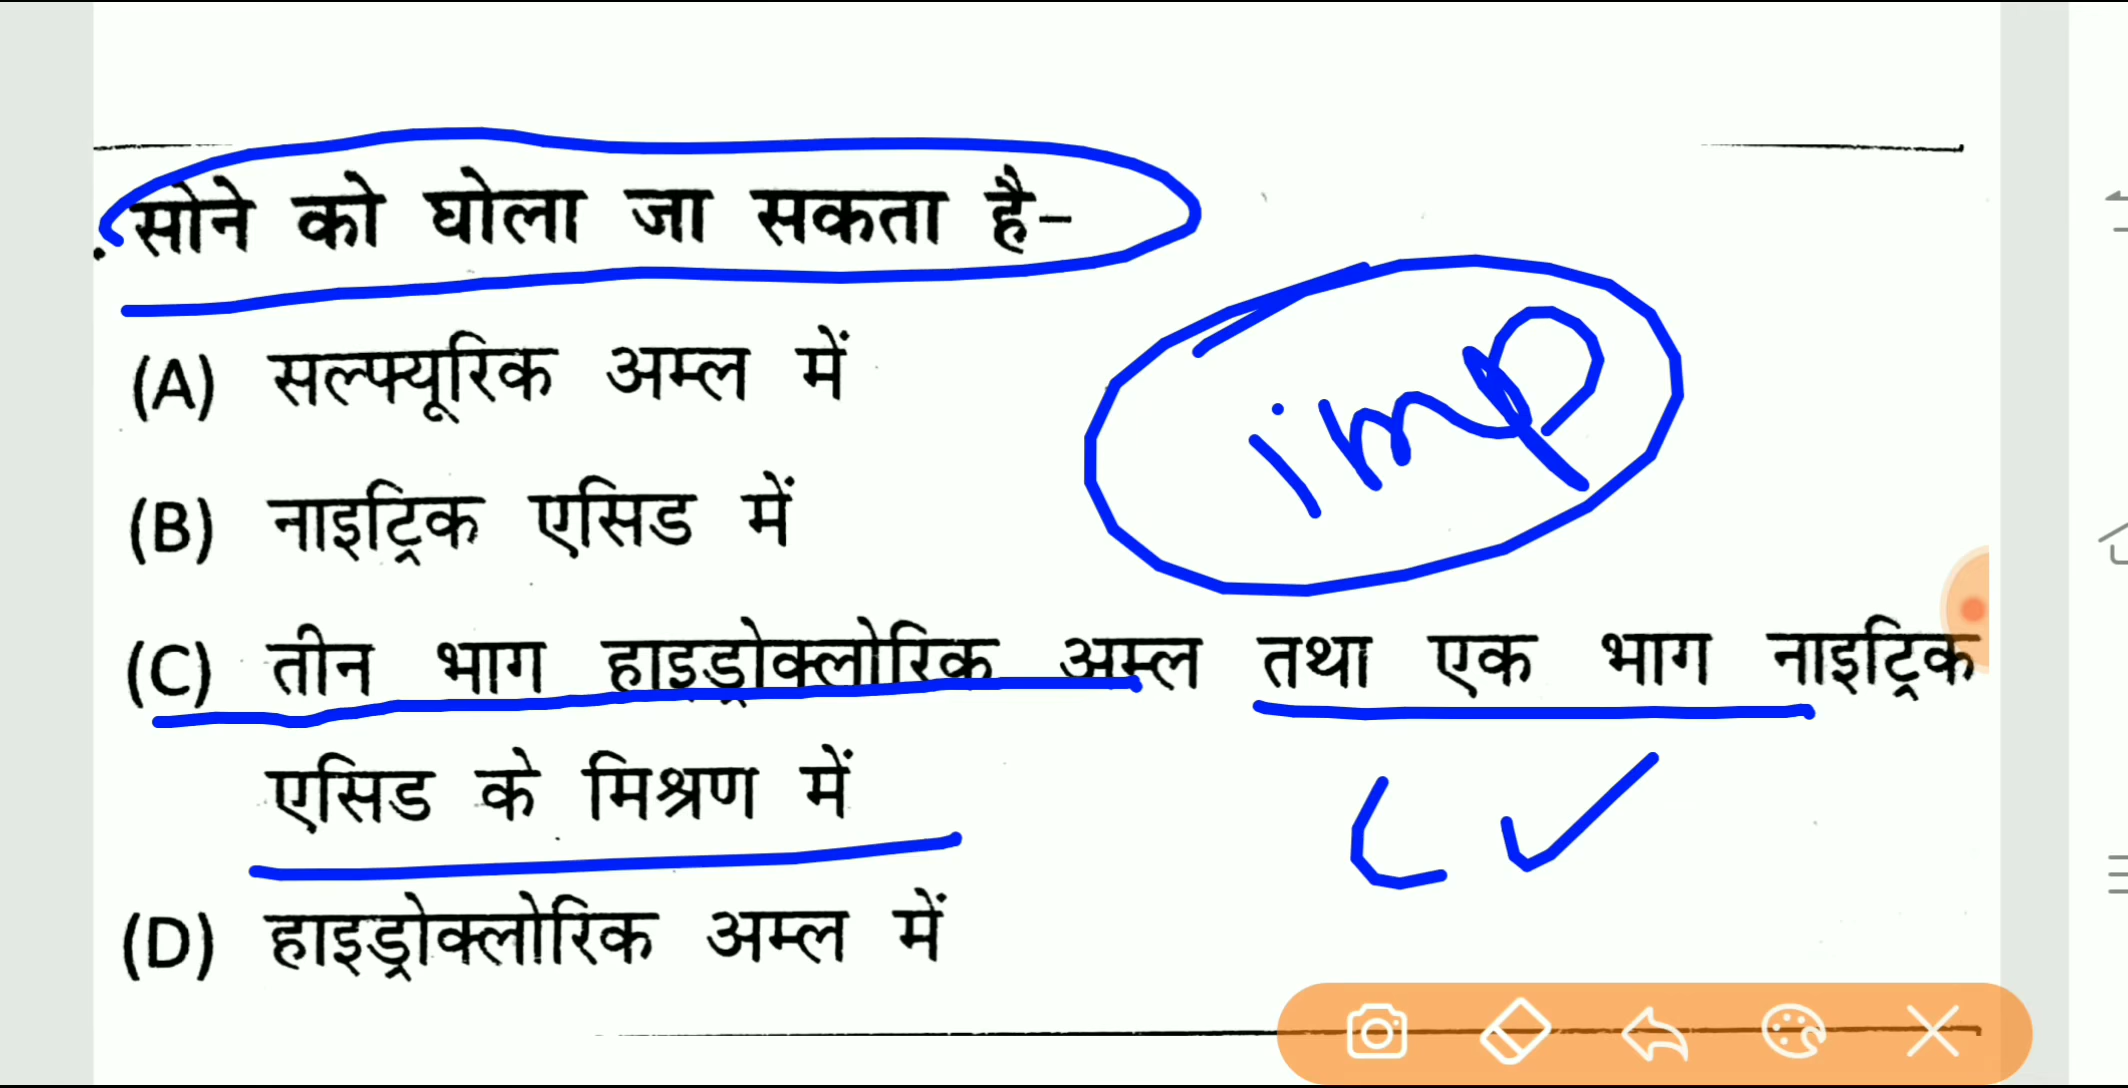 सोने को घोला जा सकता है-
(A) सल्फ्यूरिक अम्ल में
imp
(B) नाइट्रिक एसिड में
(C) तीन भाग हाइड्रोक्लोरिक अम्ल तथा एक भाग नाइट्रिक
एसिड के मिश्रण में
C
(D) हाइड्रोक्लोरिक अम्ल में